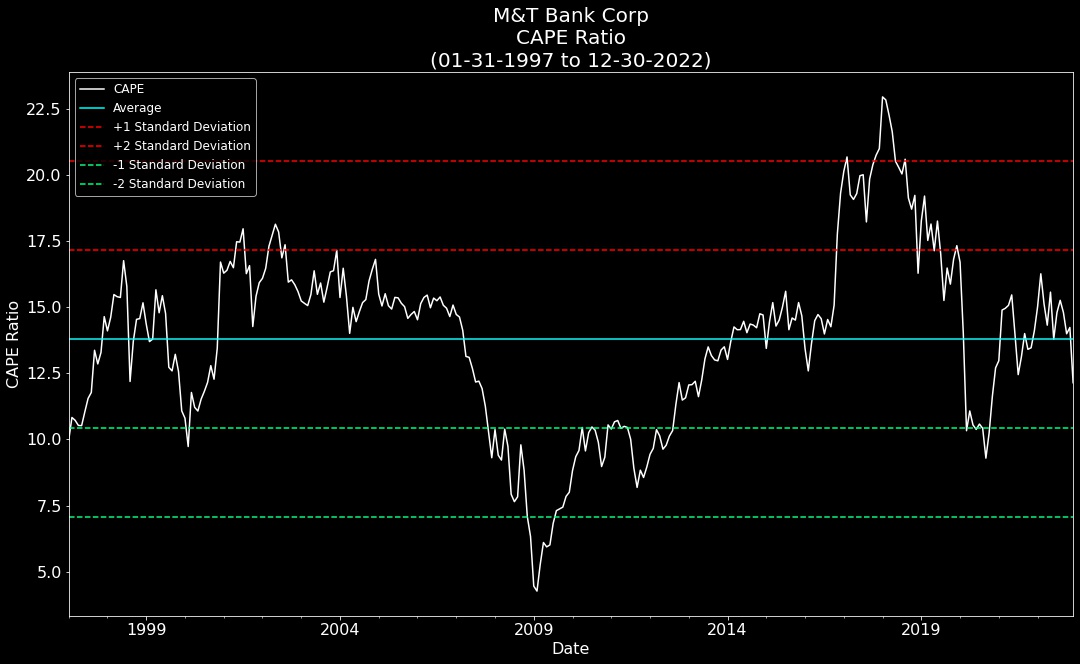 M&T Bank Corp
CAPE Ratio
(01-31-1997 to 12-30-2022)
CAPE
Average
+1 Standard Deviation
+2 Standard Deviation
-1 Standard Deviation
-2 Standard Deviation
22.5
20.0
17.5
15.0
12.5
10.0
7.5
5.0
CAPE Ratio
1999
2004
2009
2014
2019
Date